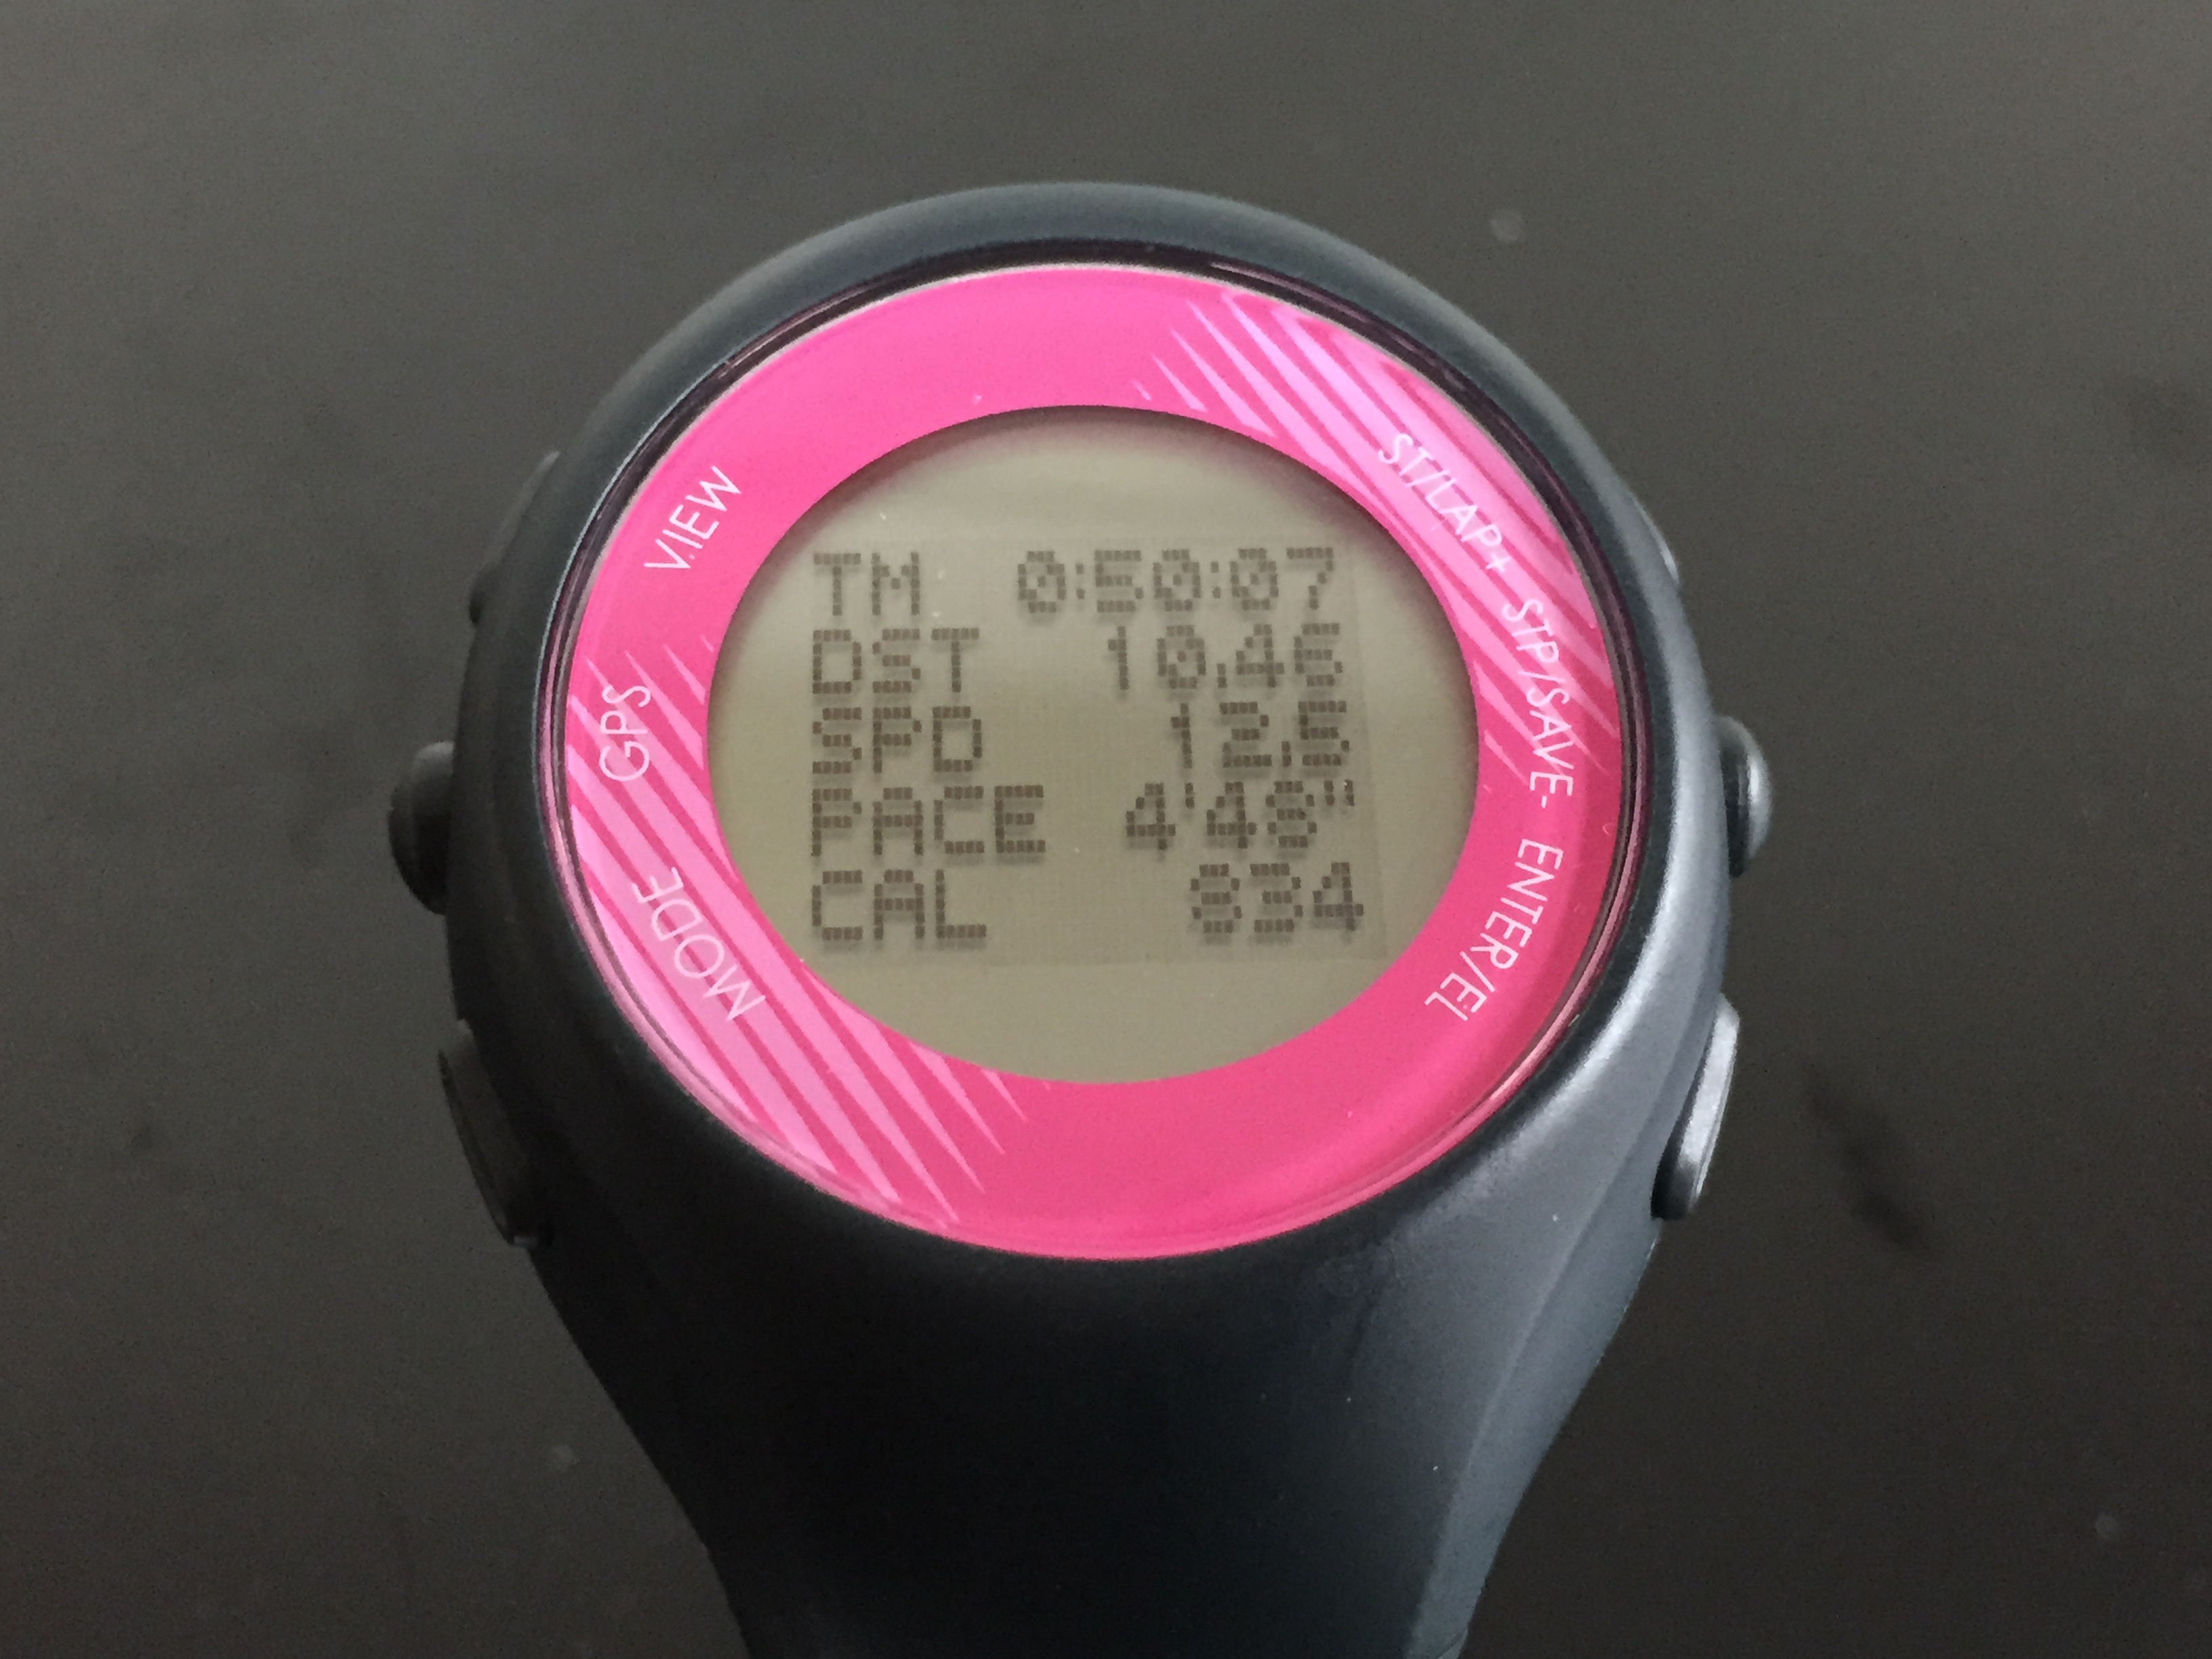 VIEW
GPS
MODE
ST/LAP+
STP/SAVE-
ENTER/EL
TM 0:50:07
DST 10.46
SPD 12.5
PACE 4'48"
CAL 834